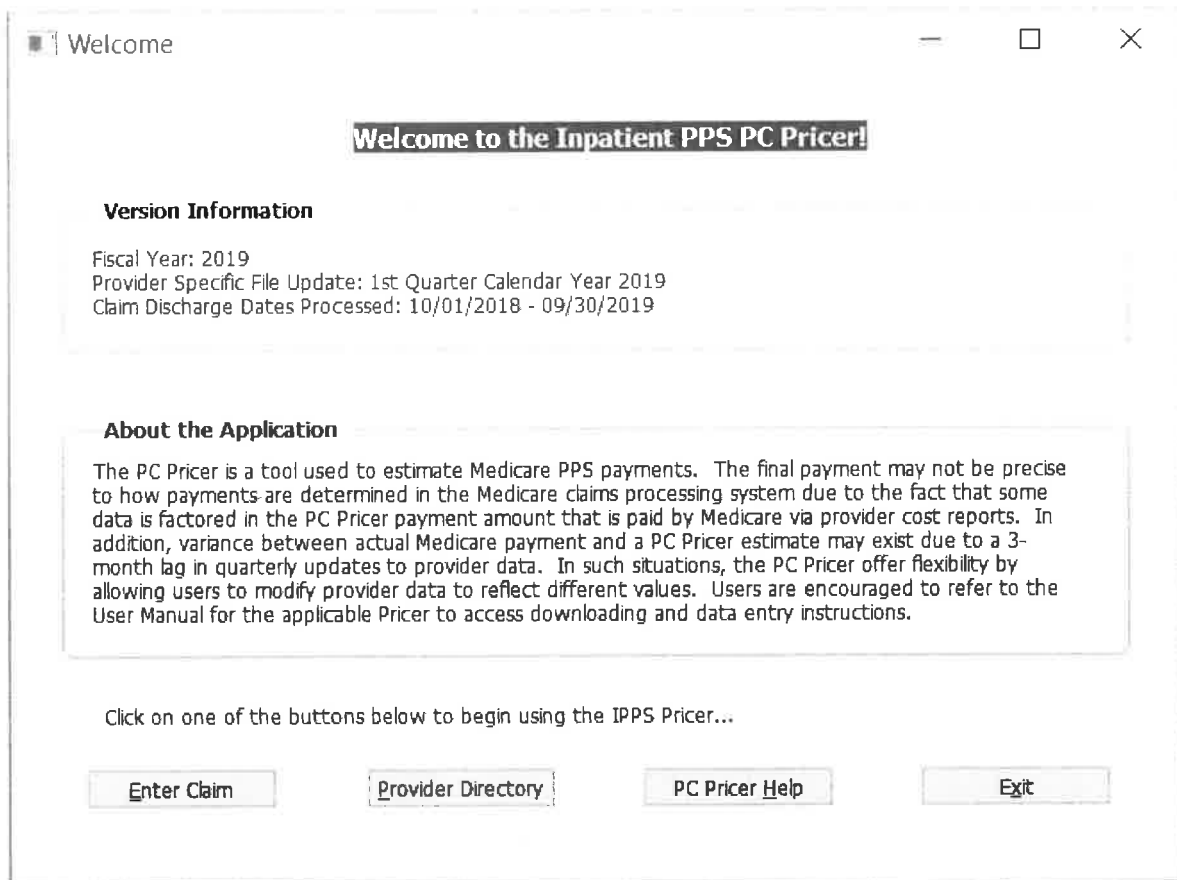 Welcome
Welcome to the Inpatient PPS PC Pricer!
Version Information
Fiscal Year: 2019
Provider Specific File Update: 1st Quarter Calendar Year 2019
Claim Discharge Dates Processed: 10/01/2018 - 09/30/2019
About the Application
The PC Pricer is a tool used to estimate Medicare PPS payments. The final payment may not be precise
to how payments are determined in the Medicare claims processing system due to the fact that some
data is factored in the PC Pricer payment amount that is paid by Medicare via provider cost reports. In
addition, variance between actual Medicare payment and a PC Pricer estimate may exist due to a 3-
month lag in quarterly updates to provider data. In such situations, the PC Pricer offer flexibility by
allowing users to modify provider data to reflect different values. Users are encouraged to refer to the
User Manual for the applicable Pricer to access downloading and data entry instructions.
Click on one of the buttons below to begin using the IPPS Pricer...
Enter Claim Provider Directory PC Pricer Help Exit